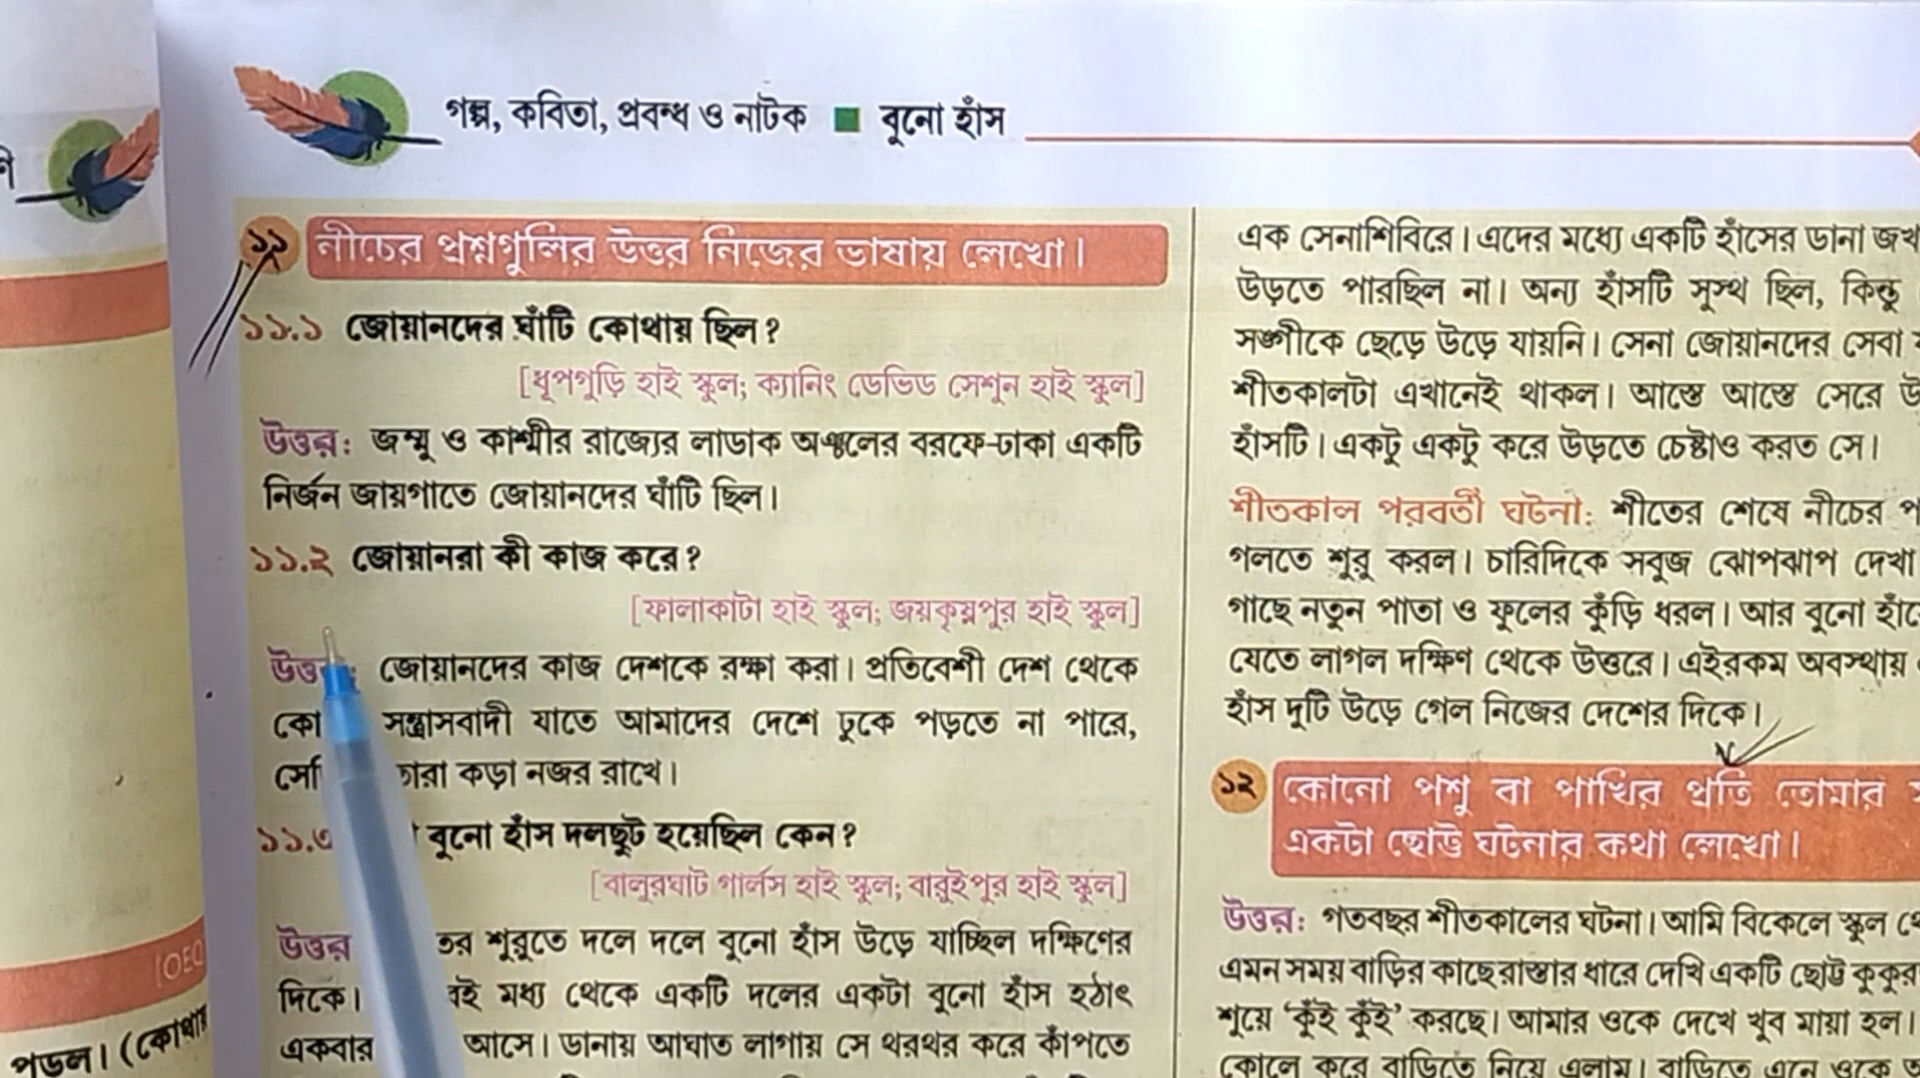 গল্প, কবিতা, প্রবন্ধ ও নাটক ■ বুনো হাঁস
১১ নীচের প্রশ্নগুলির উত্তর নিজের ভাষায় লেখো।
১১.১ জোয়ানদের ঘাঁটি কোথায় ছিল?
[ধূপগুড়ি হাই স্কুল; ক্যানিং ডেভিড সেশুন হাই স্কুল]
উত্তর: জম্মু ও কাশ্মীর রাজ্যের লাডাক অঞ্চলের বরফে-ঢাকা একটি
নির্জন জায়গাতে জোয়ানদের ঘাঁটি ছিল।
১১.২ জোয়ানরা কী কাজ করে?
[ফালাকাটা হাই স্কুল; জয়কৃষ্ণপুর হাই স্কুল]
জোয়ানদের কাজ দেশকে রক্ষা করা। প্রতিবেশী দেশ থেকে
সন্ত্রাসবাদী যাতে আমাদের দেশে ঢুকে পড়তে না পারে,
কড়া নজর রাখে।
বুনো হাঁস দলছুট হয়েছিল কেন?
[বালুরঘাট গার্লস হাই স্কুল; বারুইপুর হাই স্কুল]
উত্তর শুরুতে দলে দলে বুনো হাঁস উড়ে যাচ্ছিল দক্ষিণের
দিকে। মধ্য থেকে একটি দলের একটা বুনো হাঁস হঠাৎ
একবার আসে। ডানায় আঘাত লাগায় সে থরথর করে কাঁপতে
এক সেনাশিবিরে। এদের মধ্যে একটি হাঁসের ডানা
উড়তে পারছিল না। অন্য হাঁসটি সুস্থ ছিল, কিন্তু
সঙ্গীকে ছেড়ে উড়ে যায়নি। সেনা জোয়ানদের সেবা
শীতকালটা এখানেই থাকল। আস্তে আস্তে সেরে
হাঁসটি। একটু একটু করে উড়তে চেষ্টাও করত সে।
শীতকাল পরবর্তী ঘটনা: শীতের শেষে নীচের
গলতে শুরু করল। চারিদিকে সবুজ ঝোপঝাপ দেখা
গাছে নতুন পাতা ও ফুলের কুঁড়ি ধরল। আর বুনো
যেতে লাগল দক্ষিণ থেকে উত্তরে। এইরকম অবস্থায়
হাঁস দুটি উড়ে গেল নিজের দেশের দিকে।
১২ কোনো পশু বা পাখির প্রতি তোমার
একটা ছোট্ট ঘটনার কথা লেখো।
উত্তর: গতবছর শীতকালের ঘটনা। আমি বিকেলে স্কুল
এমন সময় বাড়ির কাছে রাস্তার ধারে দেখি একটি ছোট্ট কুকুর
শুয়ে 'কুঁই কুঁই' করছে। আমার ওকে দেখে খুব মায়া হল।
কোলে করে বাড়িতে নিয়ে এলাম। বাড়িতে এনে ওকে
পড়ল। (কোথায়